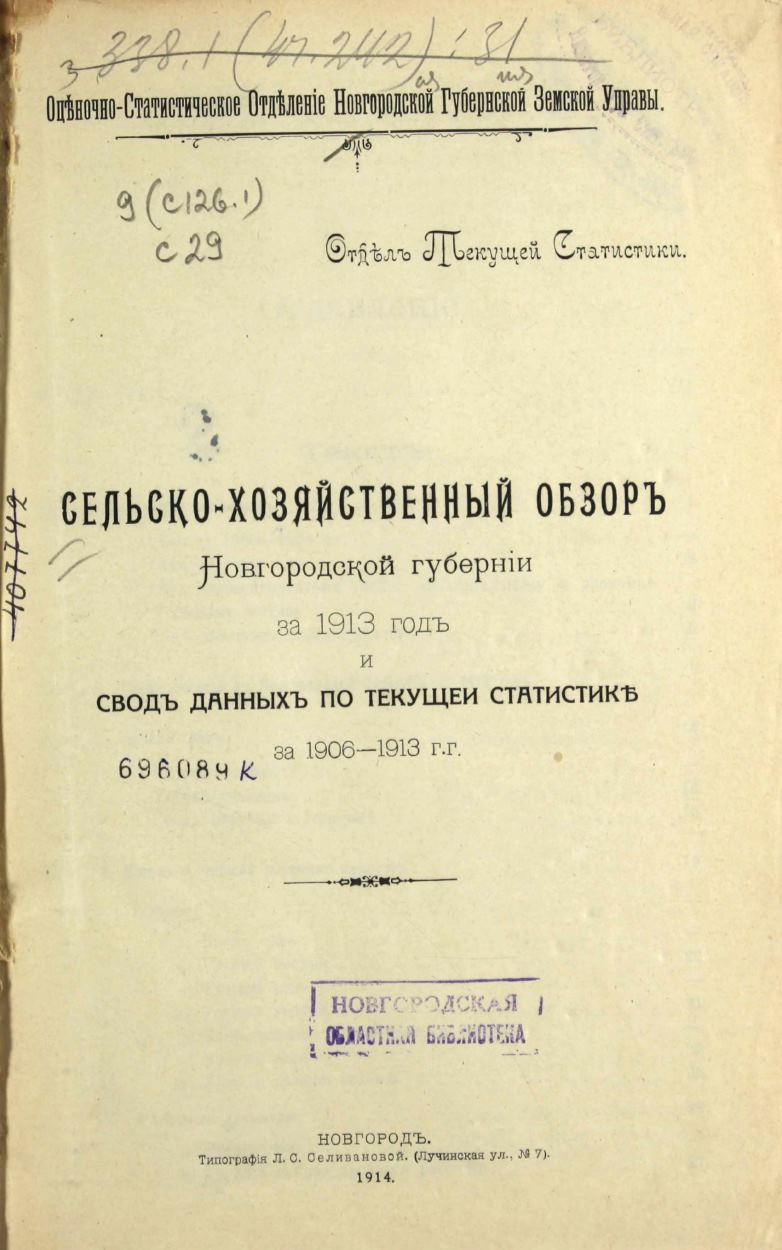 338.1 (47.242) : 31
Оцѣночно-Статистическое Отдѣленіе Новгородской Губернской Земской Управы.
9 (с126.1)
с 29
Отдѣлъ Текущей Статистики.
СЕЛЬСКО-ХОЗЯЙСТВЕННЫЙ ОБЗОРЪ
407742
Новгородской губерніи
за 1913 годъ
и
СВОДЪ ДАННЫХЪ ПО ТЕКУЩЕИ СТАТИСТИКѢ
за 1906—1913 г.г.
696089 к
НОВГОРОДСКАЯ
ОБЛАСТНАЯ БИБЛИОТЕКА
НОВГОРОДЪ.
Типографія Л. С. Селивановой. (Лучинская ул., № 7).
1914.